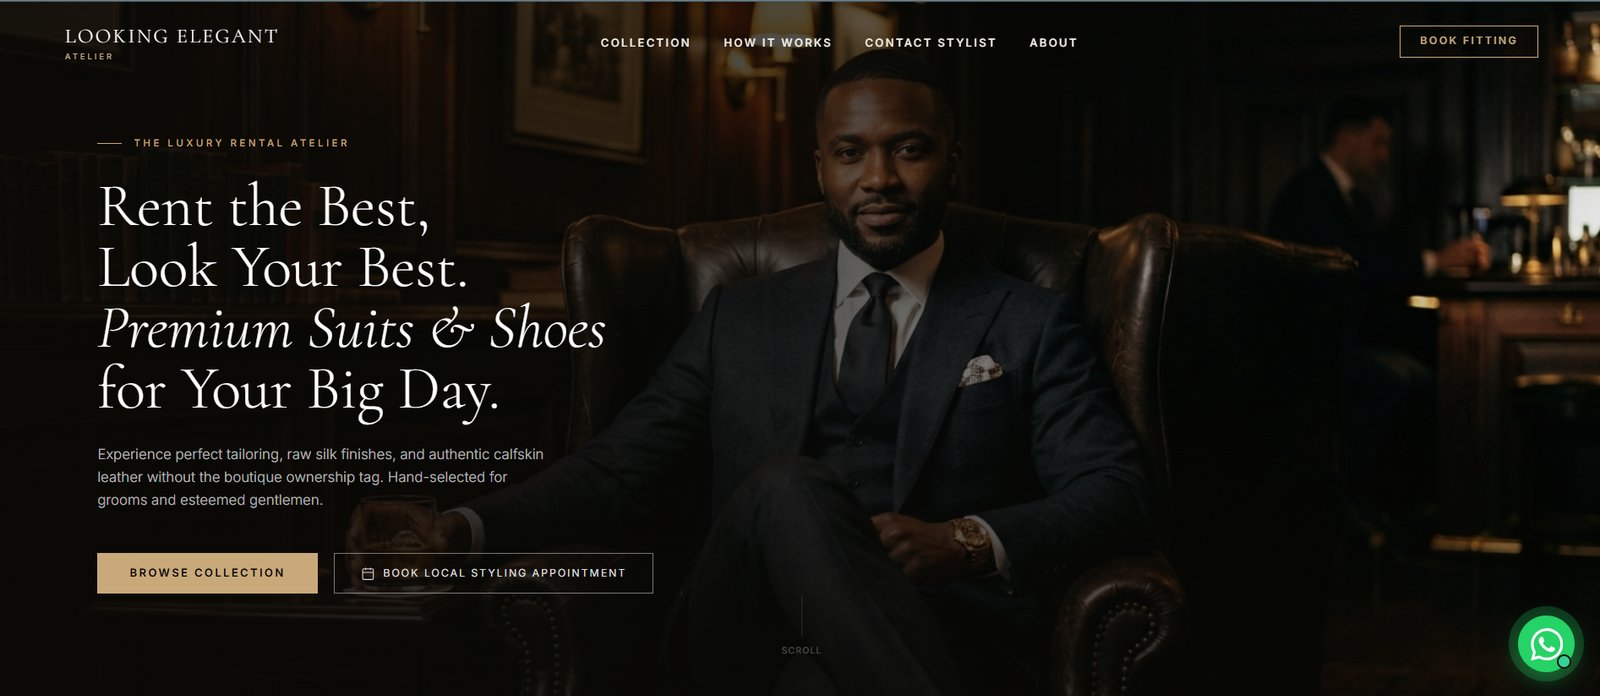 LOOKING ELEGANT
ATELIER
COLLECTION HOW IT WORKS CONTACT STYLIST ABOUT
BOOK FITTING
THE LUXURY RENTAL ATELIER
Rent the Best,
Look Your Best.
Premium Suits & Shoes
for Your Big Day.
Experience perfect tailoring, raw silk finishes, and authentic calfskin
leather without the boutique ownership tag. Hand-selected for
grooms and esteemed gentlemen.
BROWSE COLLECTION
BOOK LOCAL STYLING APPOINTMENT
SCROLL